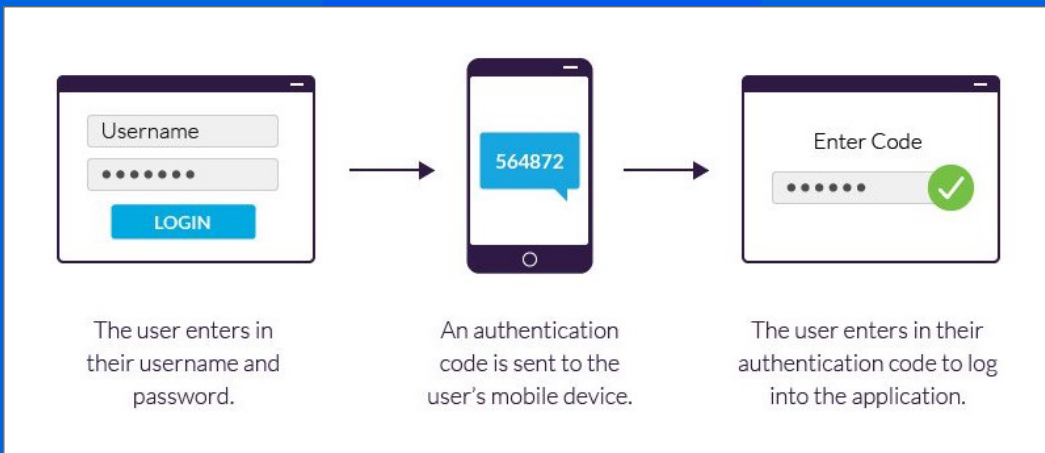 Username
LOGIN
564872
Enter Code
The user enters in
their username and
password.
An authentication
code is sent to the
user's mobile device.
The user enters in their
authentication code to log
into the application.